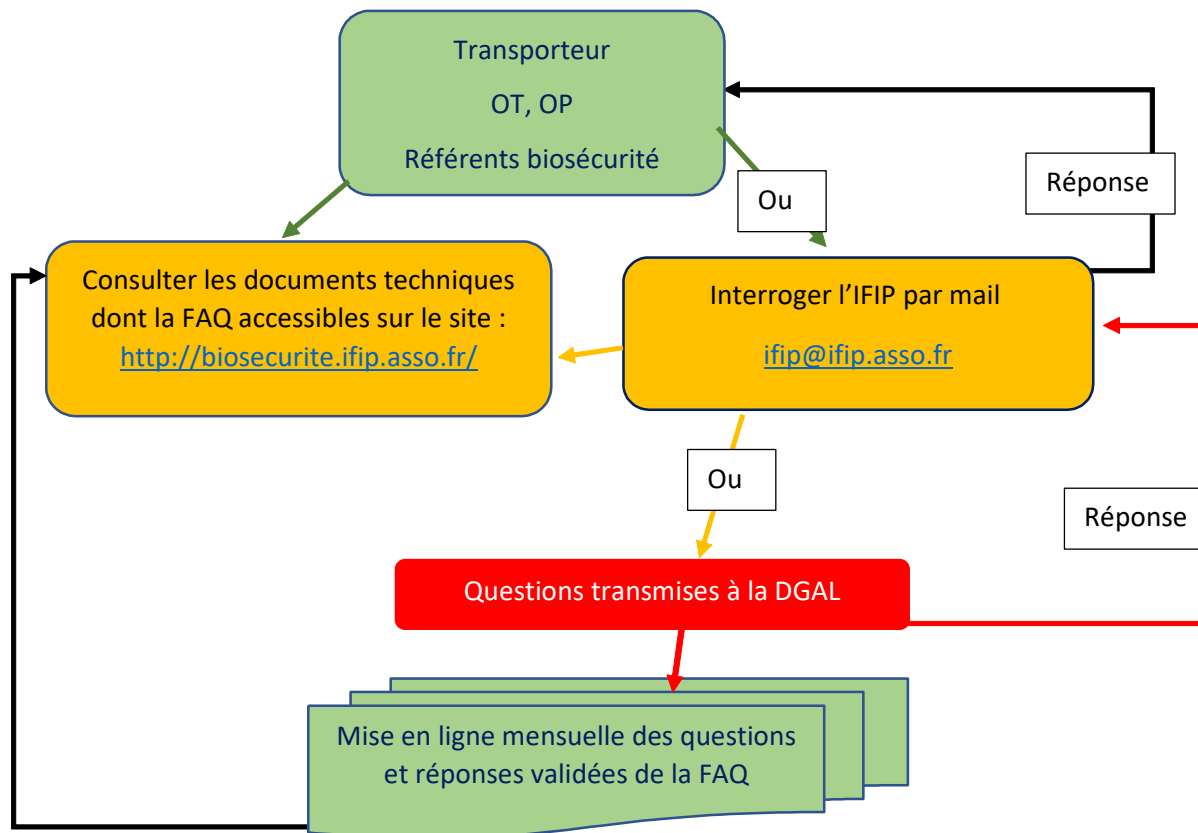 Transporteur
OT, OP
Référents biosécurité
Ou
Réponse
Consulter les documents techniques
dont la FAQ accessibles sur le site :
http://biosecurite.ifip.asso.fr/
Interroger l’IFIP par mail
ifip@ifip.asso.fr
Ou
Réponse
Questions transmises à la DGAL
Mise en ligne mensuelle des questions
et réponses validées de la FAQ